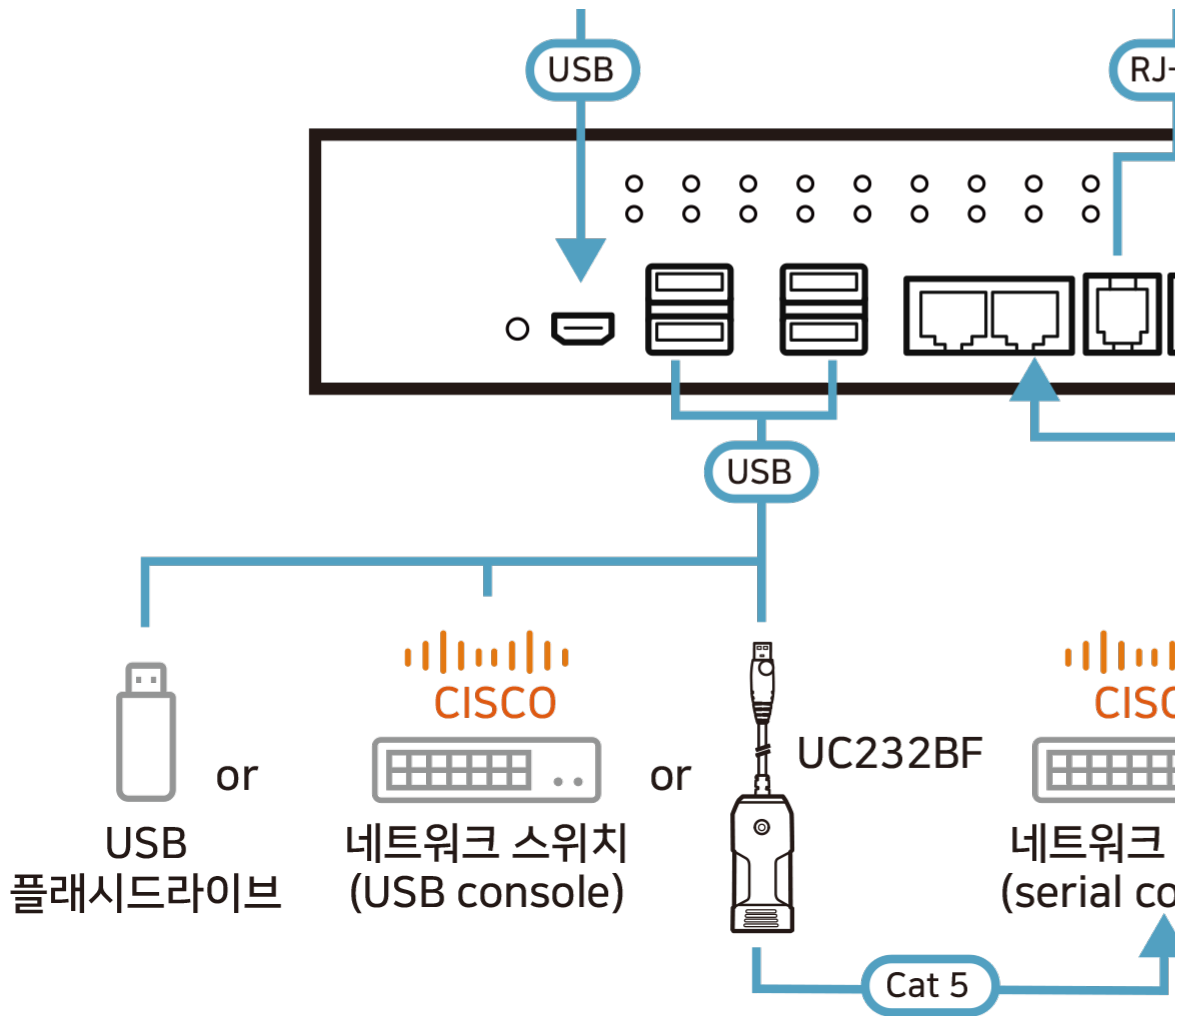 USB
RJ-
USB
CISCO
CISC
UC232BF
or
or
USB
플래시드라이브
네트워크 스위치
(USB console)
네트워크
(serial co
Cat 5